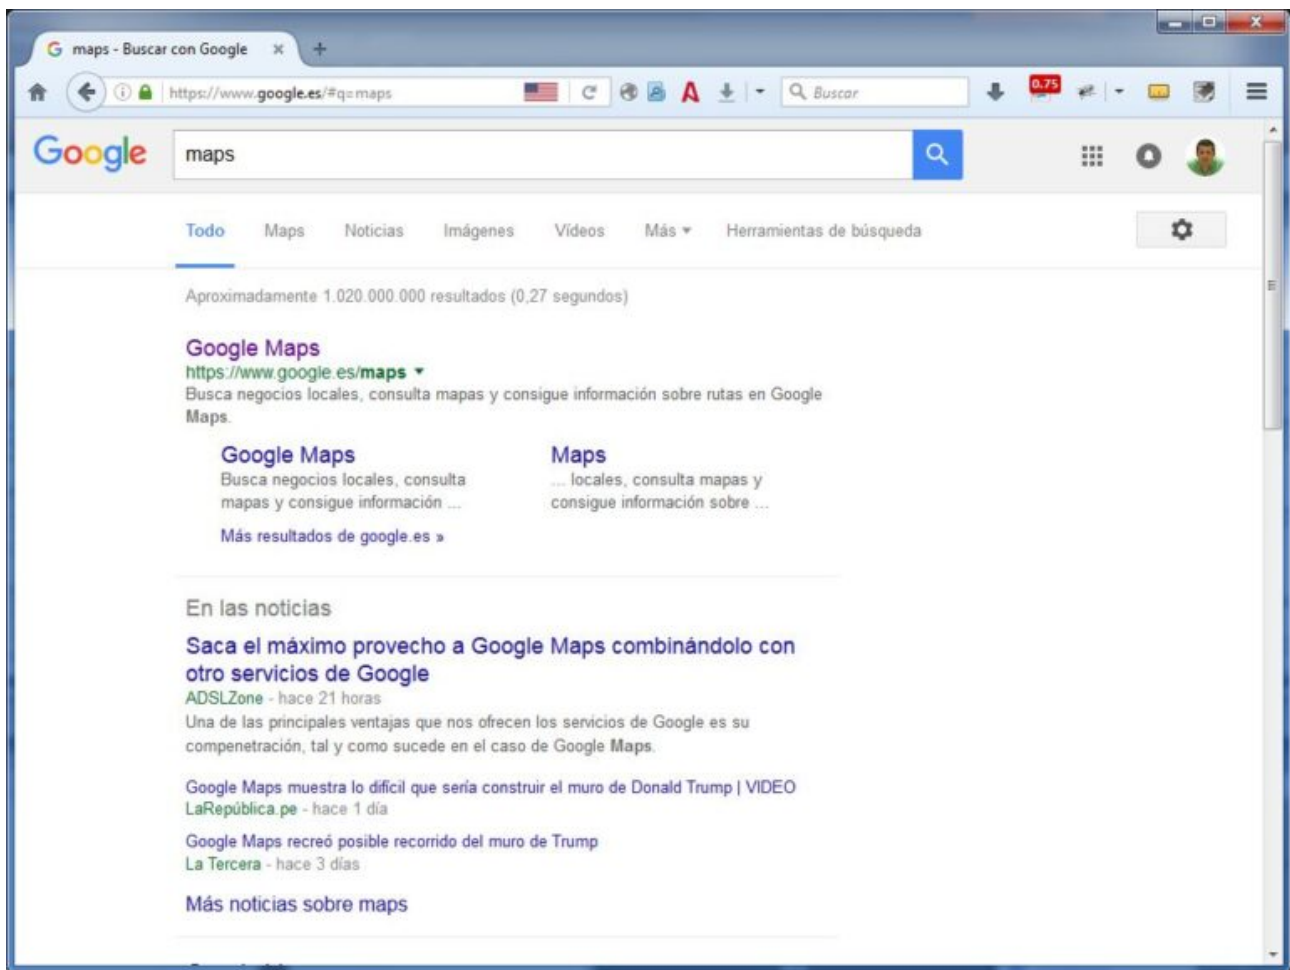 maps - Buscar con Google
https://www.google.es/#q=maps
Buscar
0.75
Google
maps
Todo Maps Noticias Imágenes Vídeos Más Herramientas de búsqueda
Aproximadamente 1.020.000.000 resultados (0,27 segundos)
Google Maps
https://www.google.es/maps
Busca negocios locales, consulta mapas y consigue información sobre rutas en Google
Maps.
Google Maps
Busca negocios locales, consulta
mapas y consigue información ...
Maps
... locales, consulta mapas y
consigue información sobre ...
Más resultados de google.es »
En las noticias
Saca el máximo provecho a Google Maps combinándolo con
otro servicios de Google
ADSLZone - hace 21 horas
Una de las principales ventajas que nos ofrecen los servicios de Google es su
compenetración, tal y como sucede en el caso de Google Maps.
Google Maps muestra lo difícil que sería construir el muro de Donald Trump | VIDEO
LaRepública.pe - hace 1 día
Google Maps recreó posible recorrido del muro de Trump
La Tercera - hace 3 días
Más noticias sobre maps